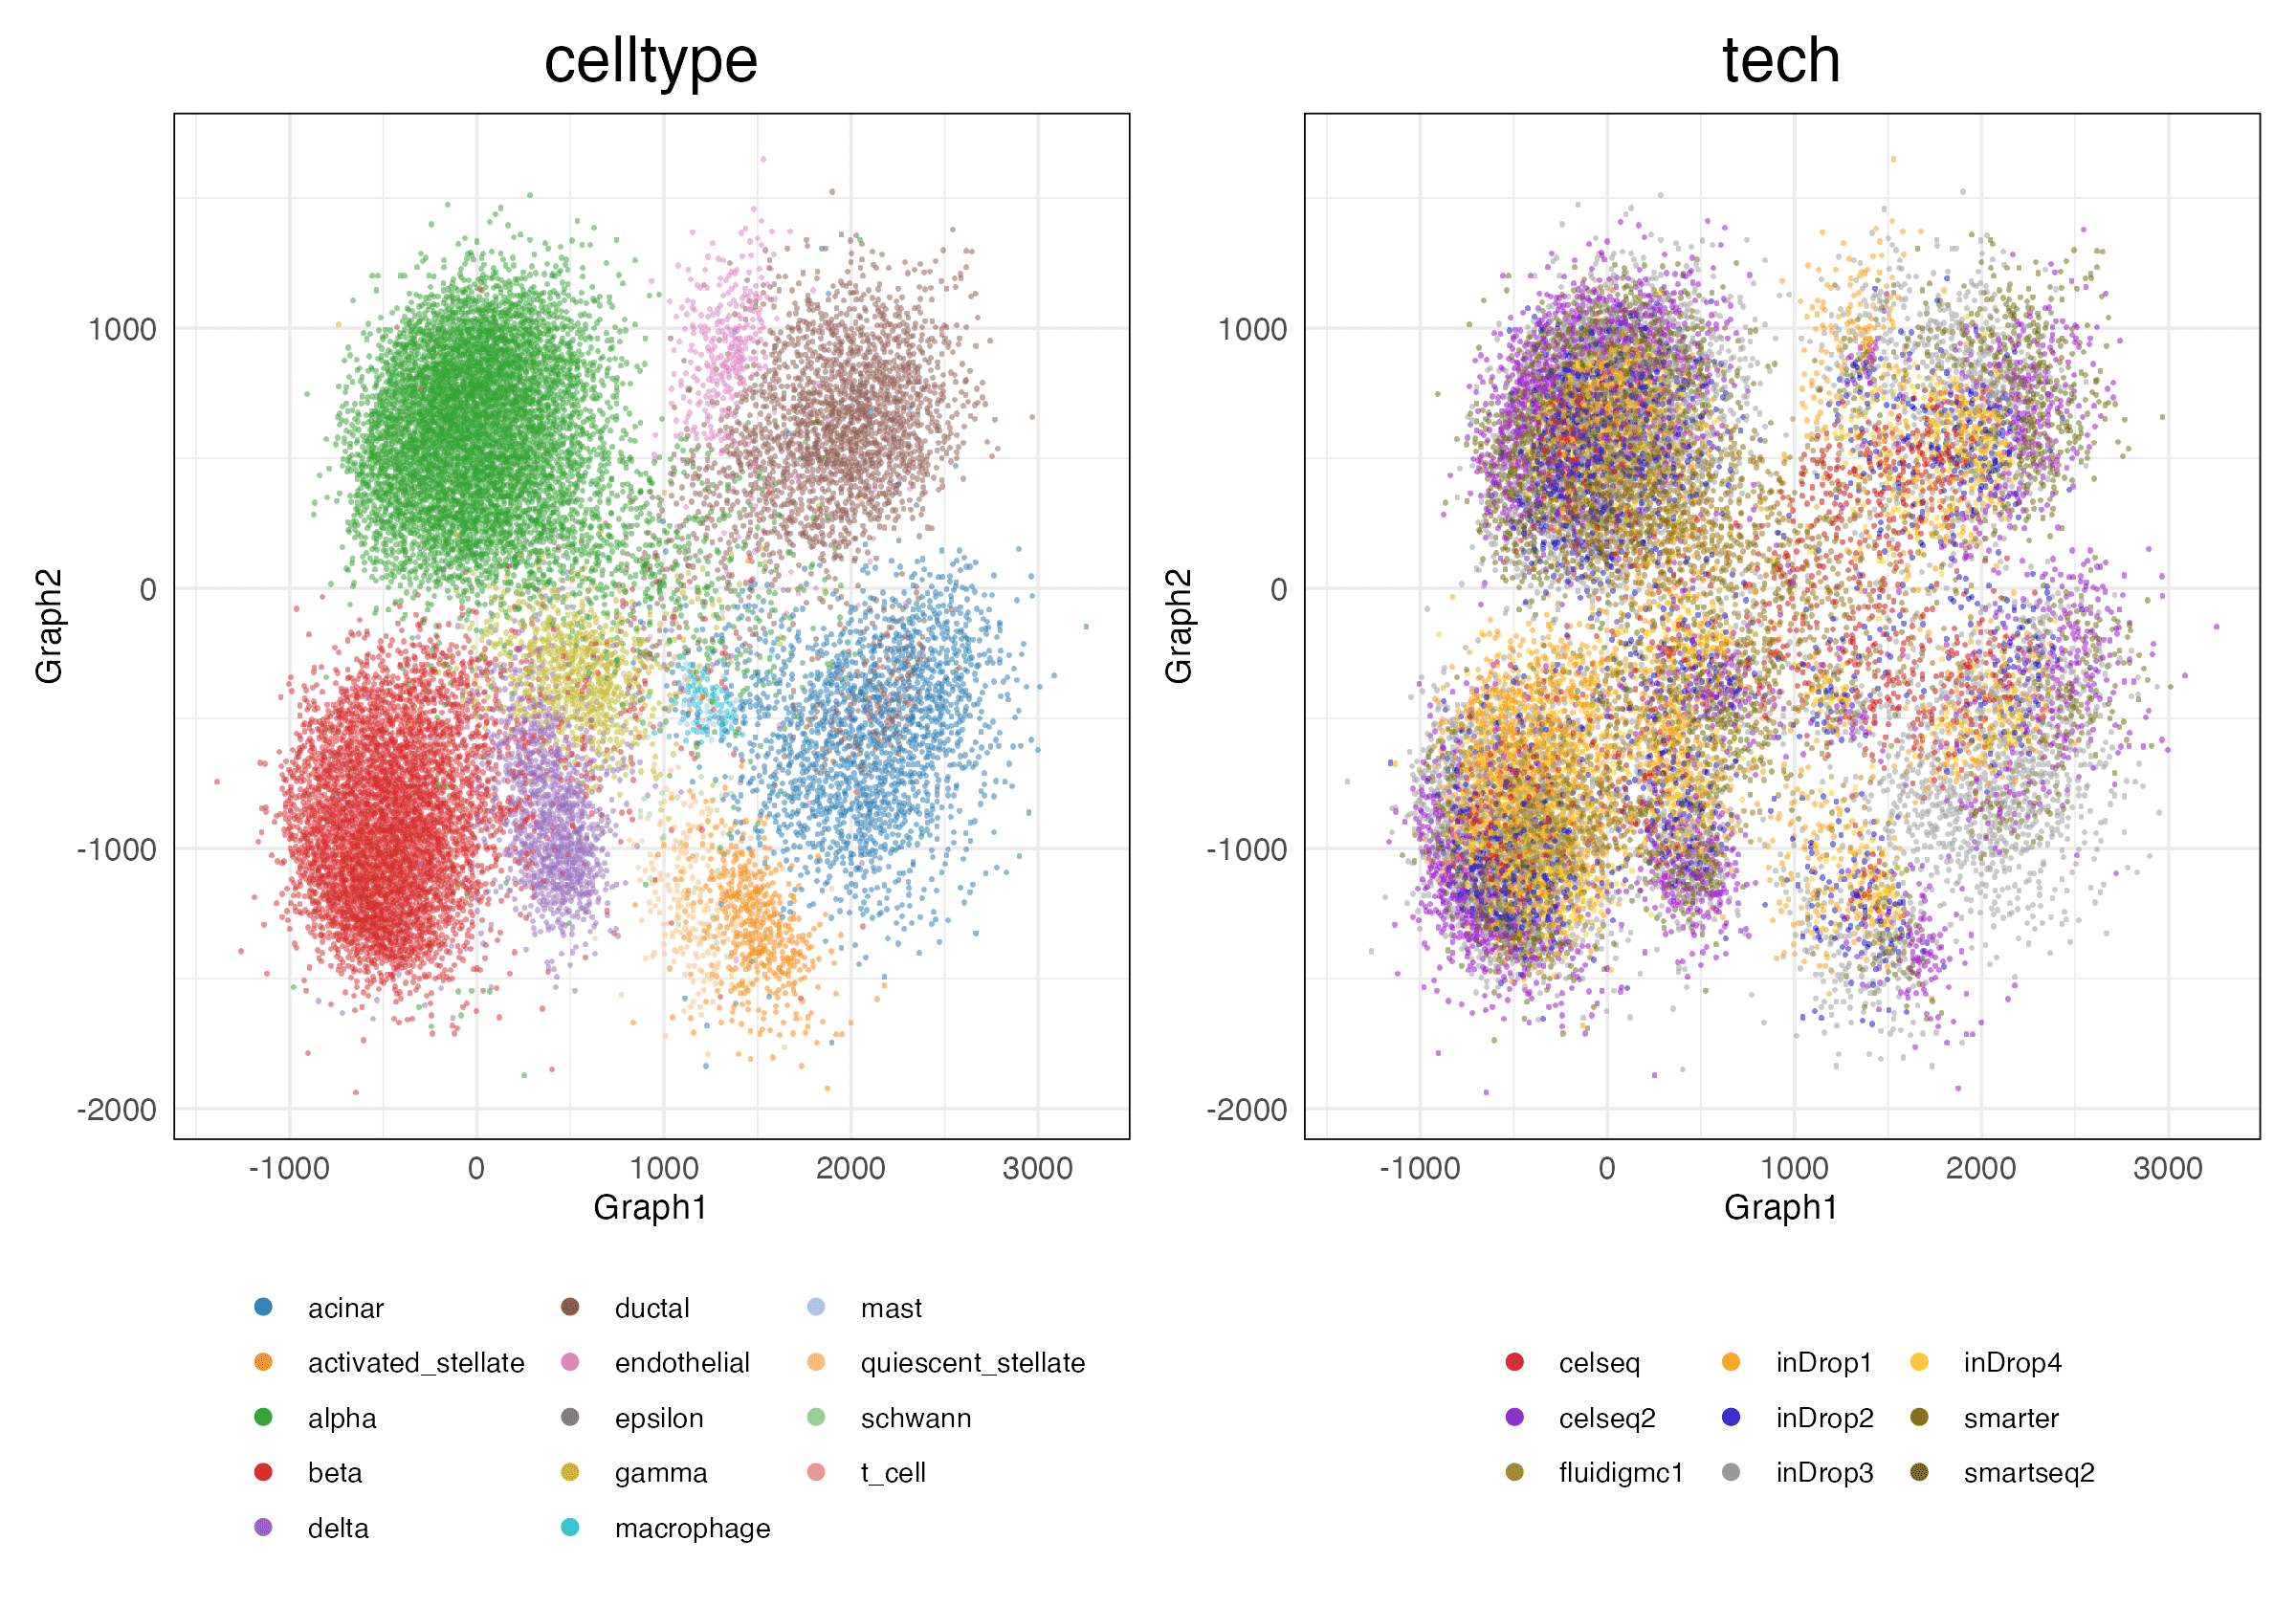 celltype
Graph2
1000
0
-1000
-2000
-1000 0 1000 2000 3000
Graph1
acinar ductal mast
activated_stellate endothelial quiescent_stellate
alpha epsilon schwann
beta gamma t_cell
delta macrophage
tech
Graph2
1000
0
-1000
-2000
-1000 0 1000 2000 3000
Graph1
celseq inDrop1 inDrop4
celseq2 inDrop2 smarter
fluidigmc1 inDrop3 smartseq2